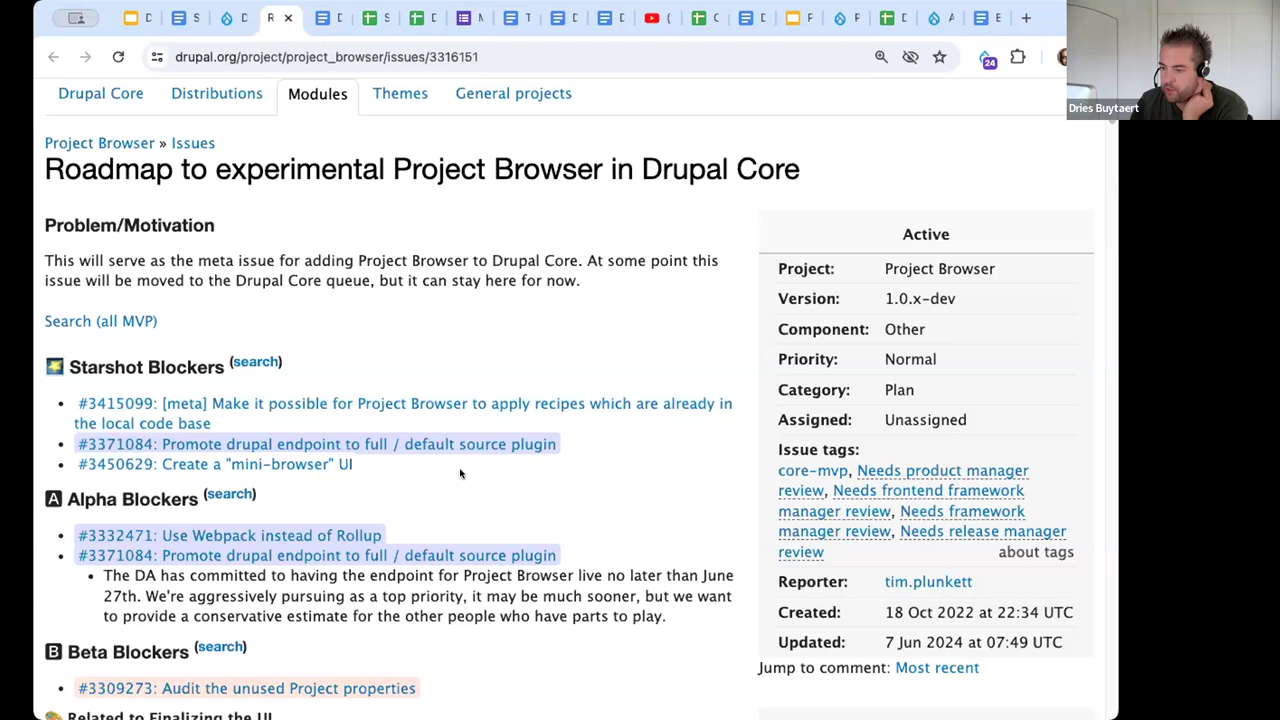 drupal.org/project/project_browser/issues/3316151
24
Dries Buytaert
Drupal Core
Distributions
Modules
Themes
General projects
Project Browser » Issues
Roadmap to experimental Project Browser in Drupal Core
Problem/Motivation
This will serve as the meta issue for adding Project Browser to Drupal Core. At some point this
issue will be moved to the Drupal Core queue, but it can stay here for now.
Search (all MVP)
Starshot Blockers (search)
• #3415099: [meta] Make it possible for Project Browser to apply recipes which are already in
the local code base
• #3371084: Promote drupal endpoint to full / default source plugin
• #3450629: Create a "mini-browser" UI
A Alpha Blockers (search)
• #3332471: Use Webpack instead of Rollup
• #3371084: Promote drupal endpoint to full / default source plugin
• The DA has committed to having the endpoint for Project Browser live no later than June
27th. We're aggressively pursuing as a top priority, it may be much sooner, but we want
to provide a conservative estimate for the other people who have parts to play.
B Beta Blockers (search)
• #3309273: Audit the unused Project properties
Related to Finalizing the UI
Active
Project: Project Browser
Version: 1.0.x-dev
Component: Other
Priority: Normal
Category: Plan
Assigned: Unassigned
Issue tags:
core-mvp, Needs product manager
review, Needs frontend framework
manager review, Needs framework
manager review, Needs release manager
review about tags
Reporter: tim.plunkett
Created: 18 Oct 2022 at 22:34 UTC
Updated: 7 Jun 2024 at 07:49 UTC
Jump to comment: Most recent